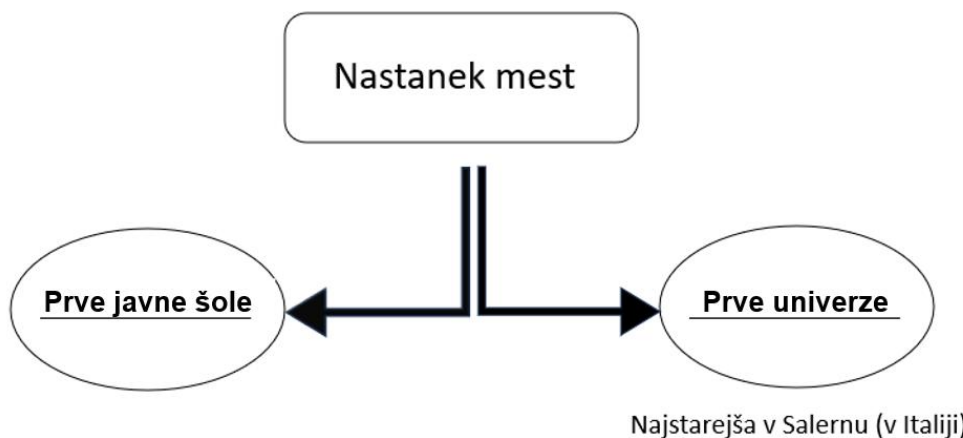 Nastanek mest
Prve javne šole
Prve univerze
Najstarejša v Salernu (v Italiji)